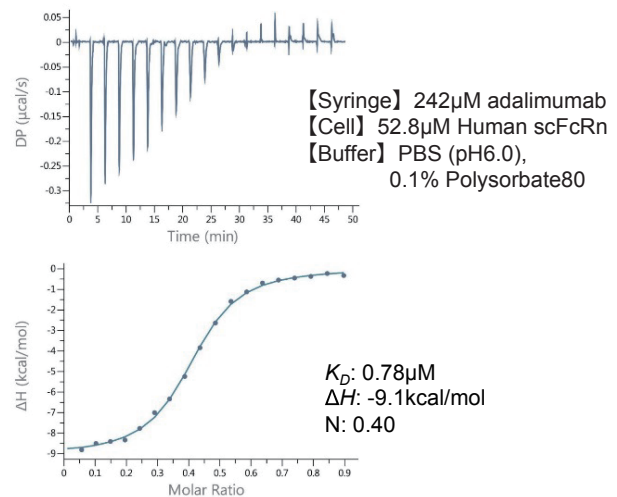 0.05
0
-0.05
-0.1
-0.15
-0.2
-0.25
-0.3
DP (µcal/s)
0 5 10 15 20 25 30 35 40 45 50
Time (min)
【Syringe】 242µM adalimumab
【Cell】 52.8µM Human scFcRn
【Buffer】 PBS (pH6.0),
0.1% Polysorbate80
0
-1
-2
-3
-4
-5
-6
-7
-8
-9
ΔH (kcal/mol)
0 0.1 0.2 0.3 0.4 0.5 0.6 0.7 0.8 0.9
Molar Ratio
K_D: 0.78µM
ΔH: -9.1kcal/mol
N: 0.40